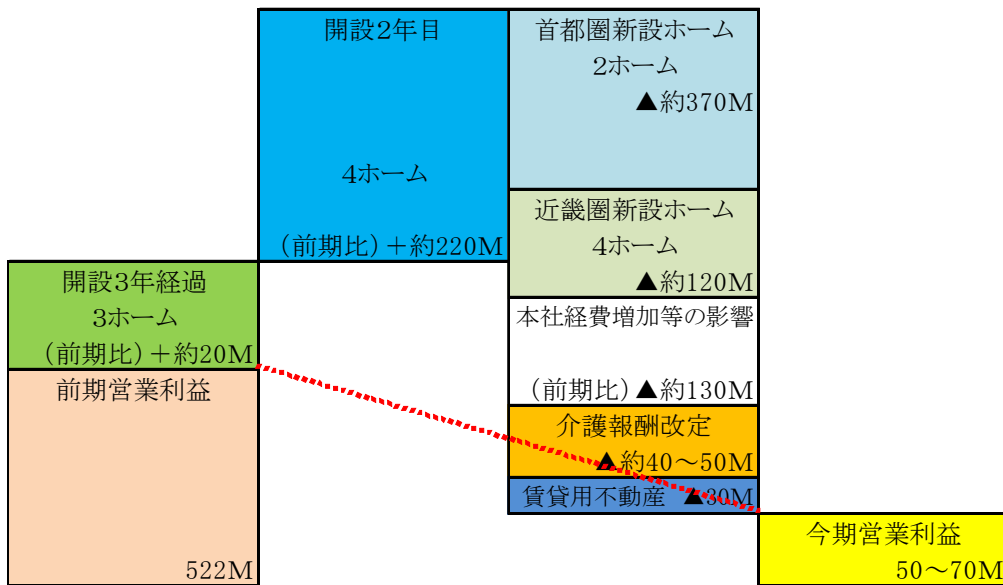 開設2年目
4ホーム
(前期比)+約220M
首都圏新設ホーム
2ホーム
▲約370M
近畿圏新設ホーム
4ホーム
▲約120M
開設3年経過
3ホーム
(前期比)+約20M
本社経費増加等の影響
(前期比)▲約130M
前期営業利益
522M
介護報酬改定
▲約40~50M
賃貸用不動産 ▲30M
今期営業利益
50~70M